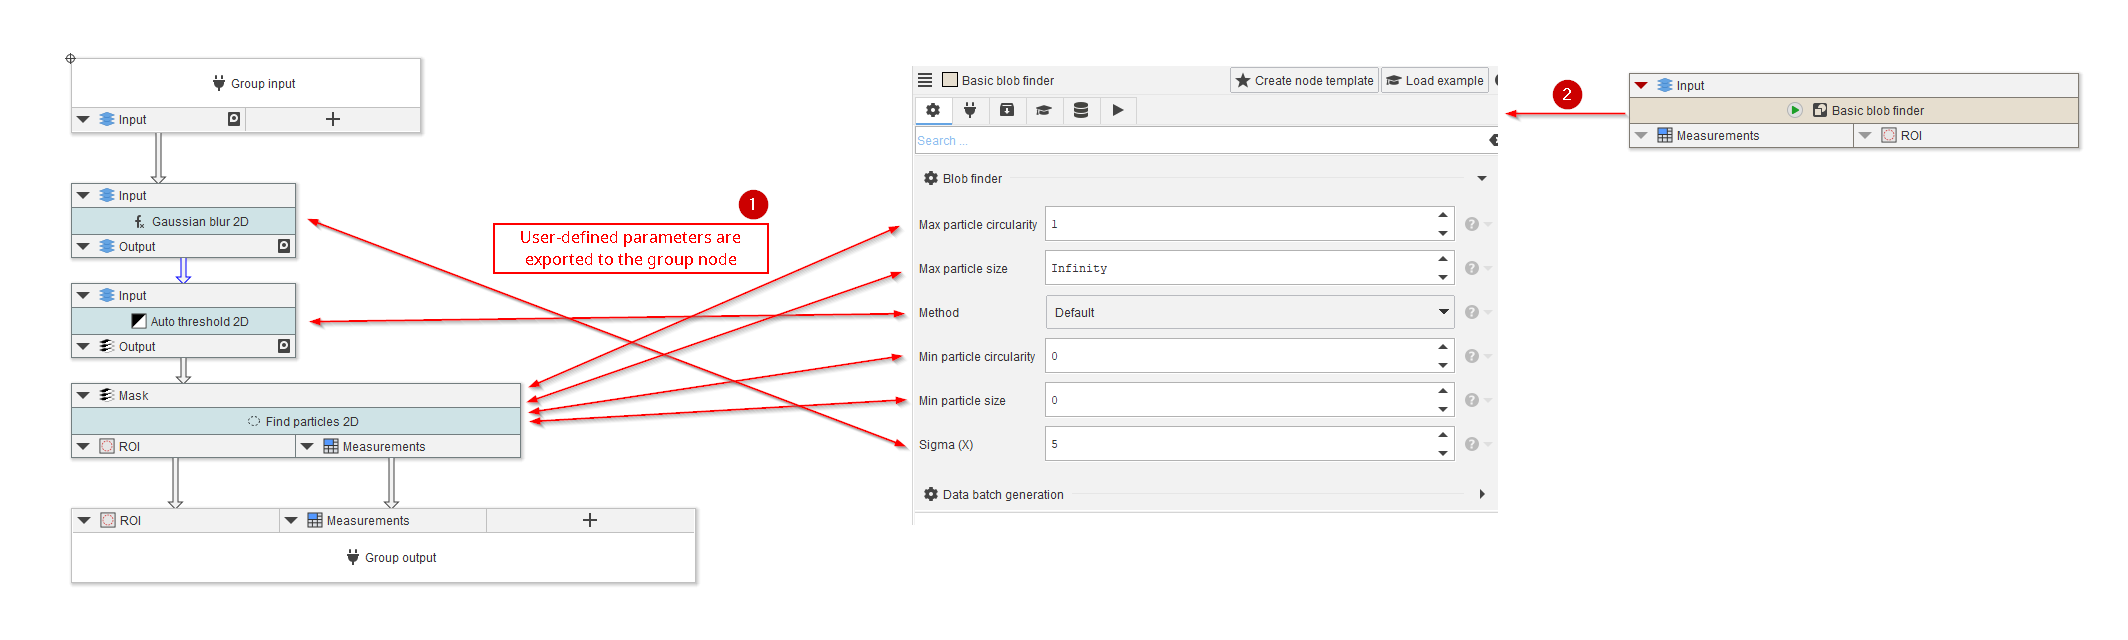 Group input
Input
Input
Gaussian blur 2D
Output
Input
Auto threshold 2D
Output
Mask
Find particles 2D
ROI
Measurements
ROI
Measurements
Group output
1
User-defined parameters are
exported to the group node
Basic blob finder
Create node template
Load example
Search ...
Blob finder
Max particle circularity
1
Max particle size
Infinity
Method
Default
Min particle circularity
0
Min particle size
0
Sigma (X)
5
Data batch generation
2
Input
Basic blob finder
Measurements
ROI